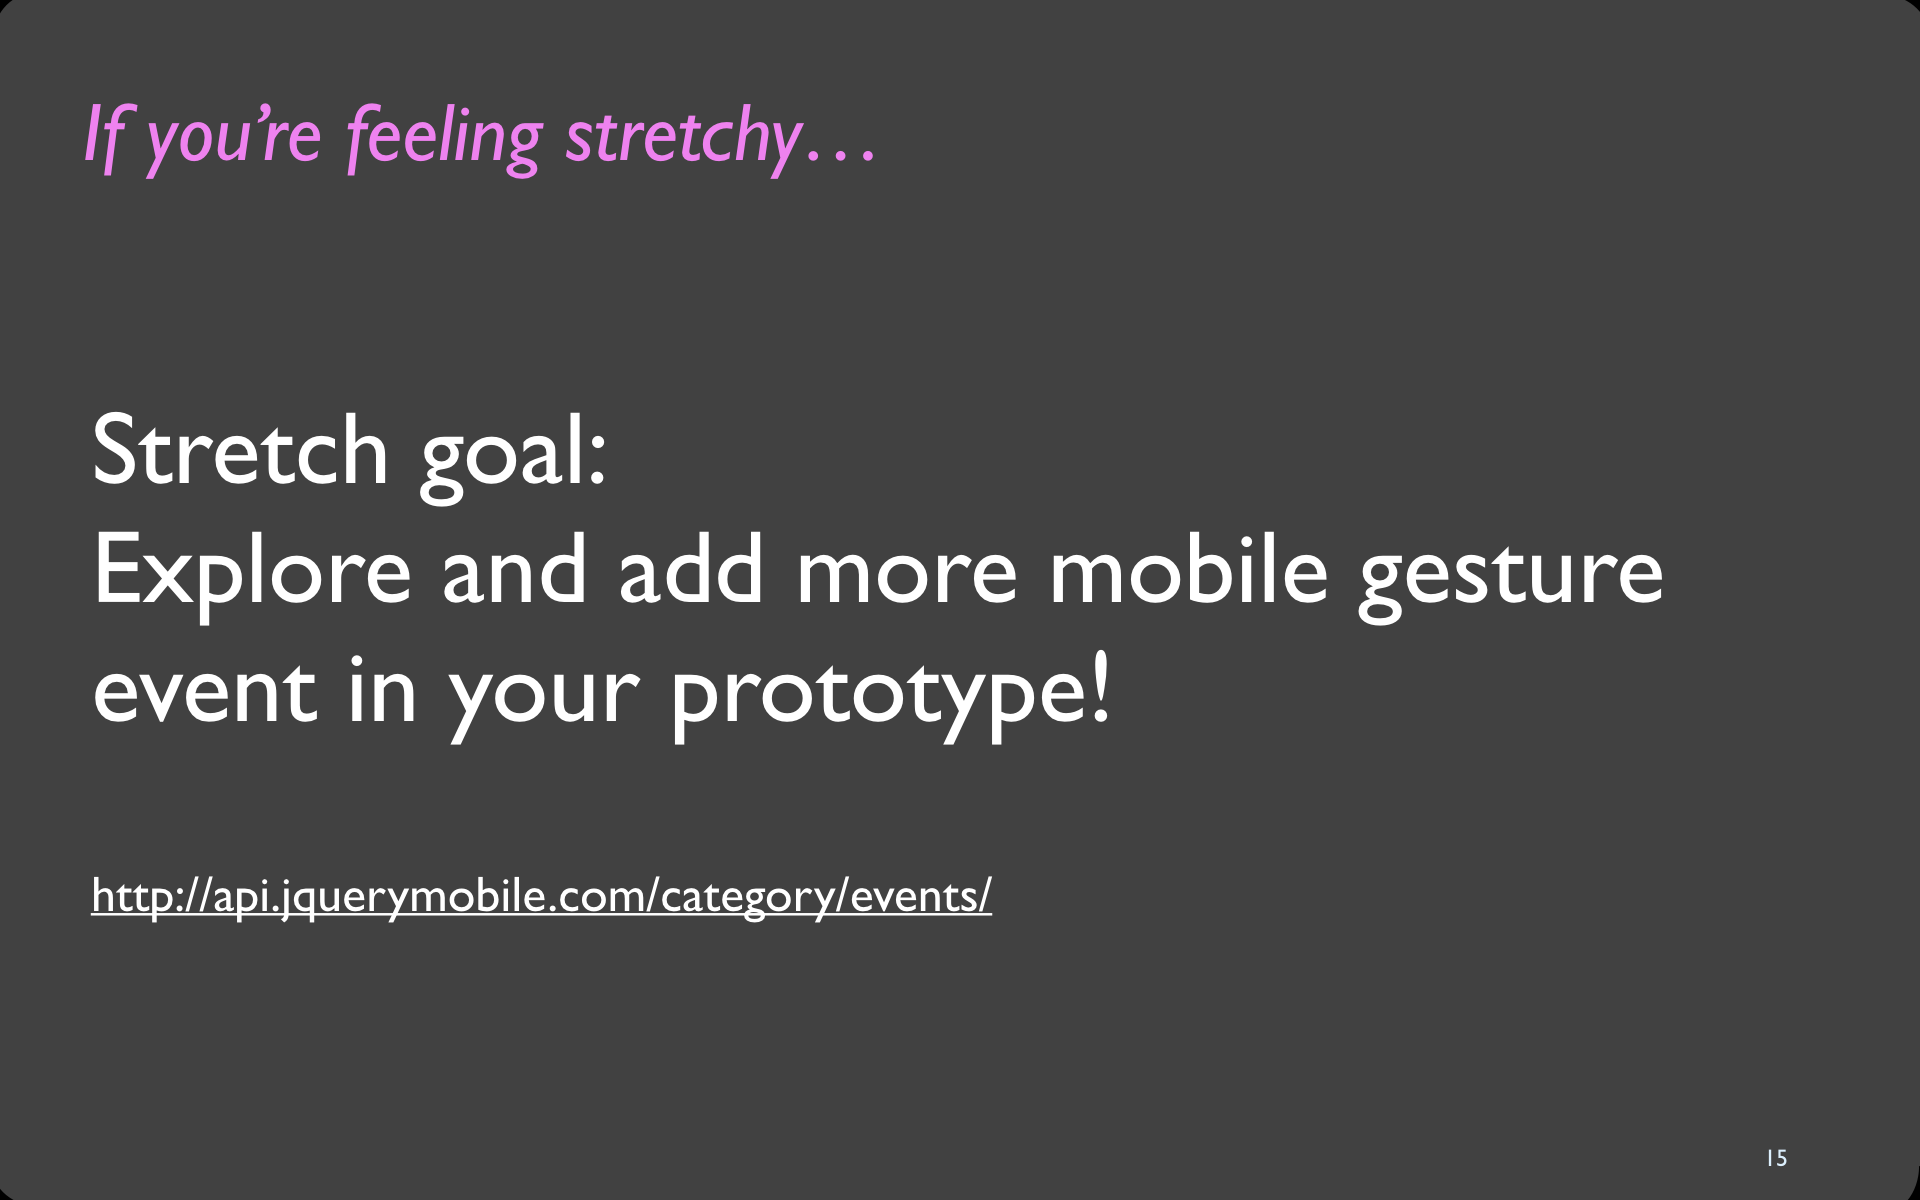 If you’re feeling stretchy…
Stretch goal:
Explore and add more mobile gesture
event in your prototype!
http://api.jquerymobile.com/category/events/
15